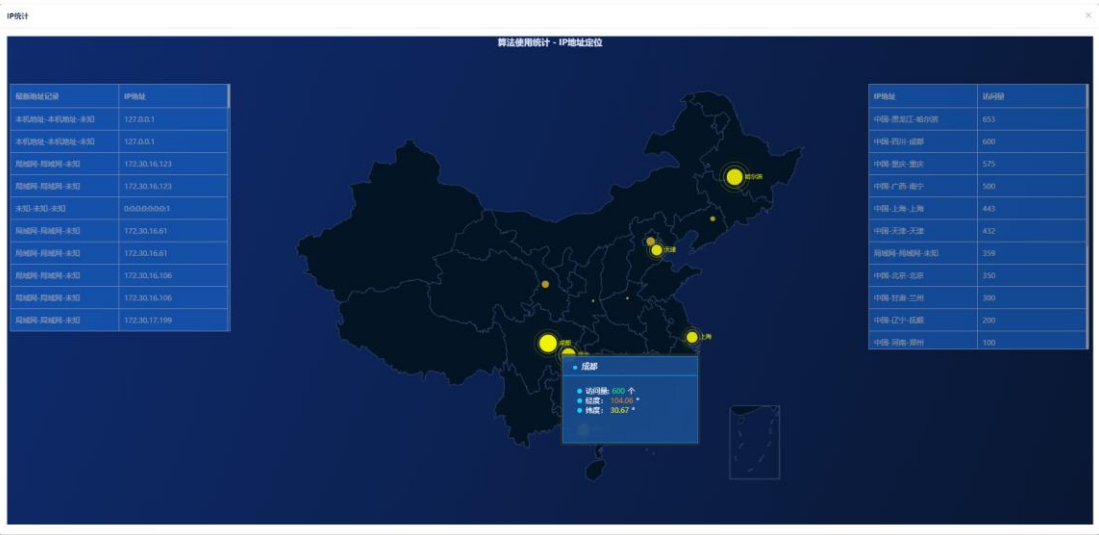 IP统计
×
算法使用统计 - IP地址定位
最新地址记录 IP地址
本机地址-本机地址-未知 127.0.0.1
本机地址-本机地址-未知 127.0.0.1
局域网-局域网-未知 172.30.16.123
局域网-局域网-未知 172.30.16.123
未知-未知-未知 0:0:0:0:0:0:0:1
局域网-局域网-未知 172.30.16.61
局域网-局域网-未知 172.30.16.61
局域网-局域网-未知 172.30.16.106
局域网-局域网-未知 172.30.16.106
局域网-局域网-未知 172.30.17.199
IP地址 访问量
中国-黑龙江-哈尔滨 653
中国-四川-成都 600
中国-重庆-重庆 575
中国-广西-南宁 500
中国-上海-上海 443
中国-天津-天津 432
局域网-局域网-未知 359
中国-北京-北京 350
中国-甘肃-兰州 300
中国-辽宁- 200
中国-河南-郑州 100
哈尔滨
天津
上海
成都
成都
访问量: 600 个
经度: 104.06 °
纬度: 30.67 °